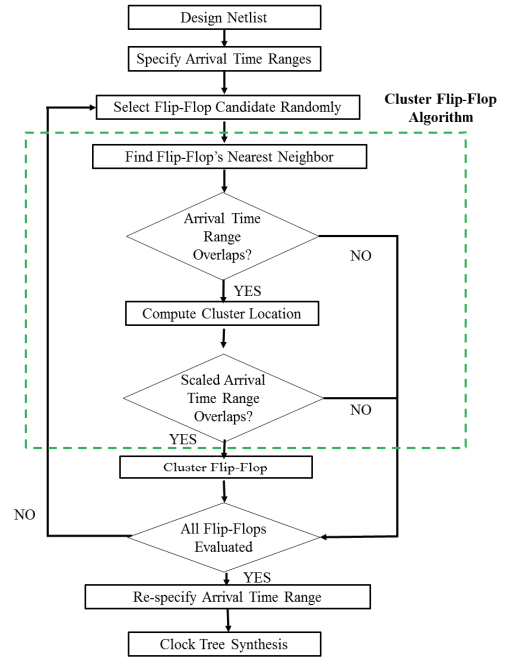 Design Netlist
Specify Arrival Time Ranges
Select Flip-Flop Candidate Randomly
Cluster Flip-Flop
Algorithm
Find Flip-Flop's Nearest Neighbor
Arrival Time
Range
Overlaps?
NO
YES
Compute Cluster Location
Scaled Arrival
Time Range
Overlaps?
NO
YES
Cluster Flip-Flop
NO
All Flip-Flops
Evaluated
YES
Re-specify Arrival Time Range
Clock Tree Synthesis